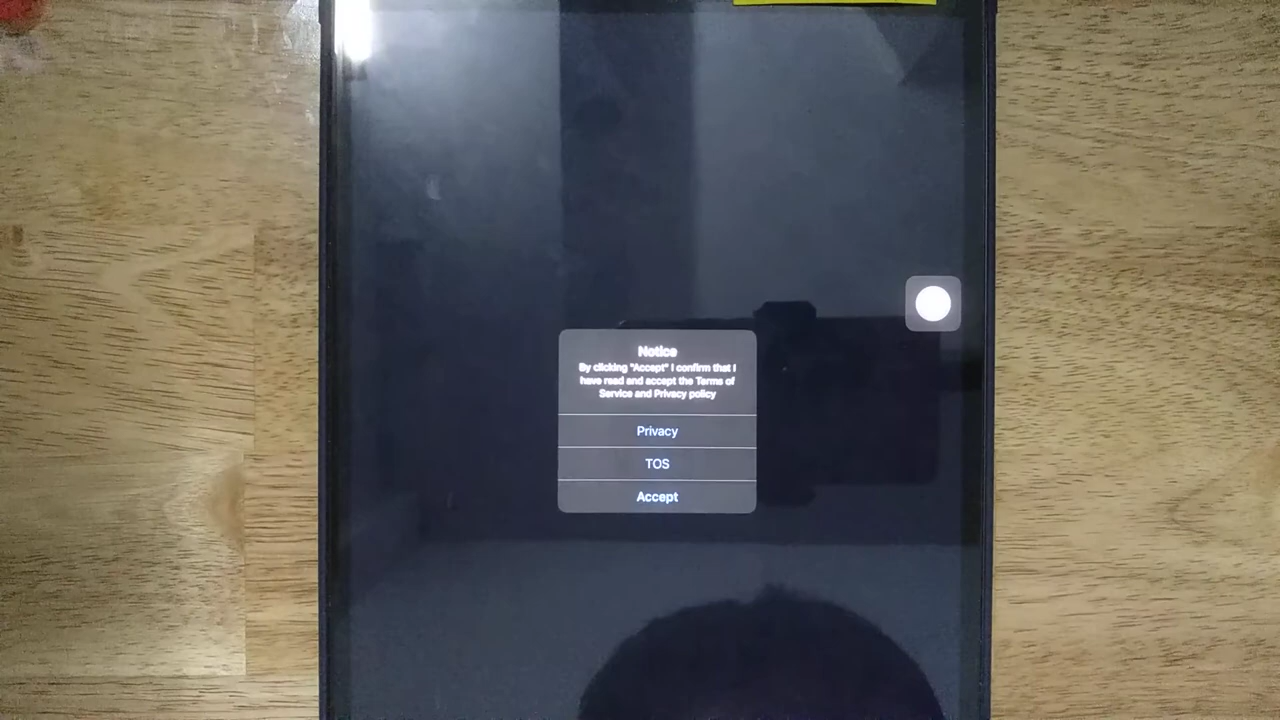 Notice
By clicking "Accept" I confirm that I
have read and accept the Terms of
Service and Privacy policy
Privacy
TOS
Accept